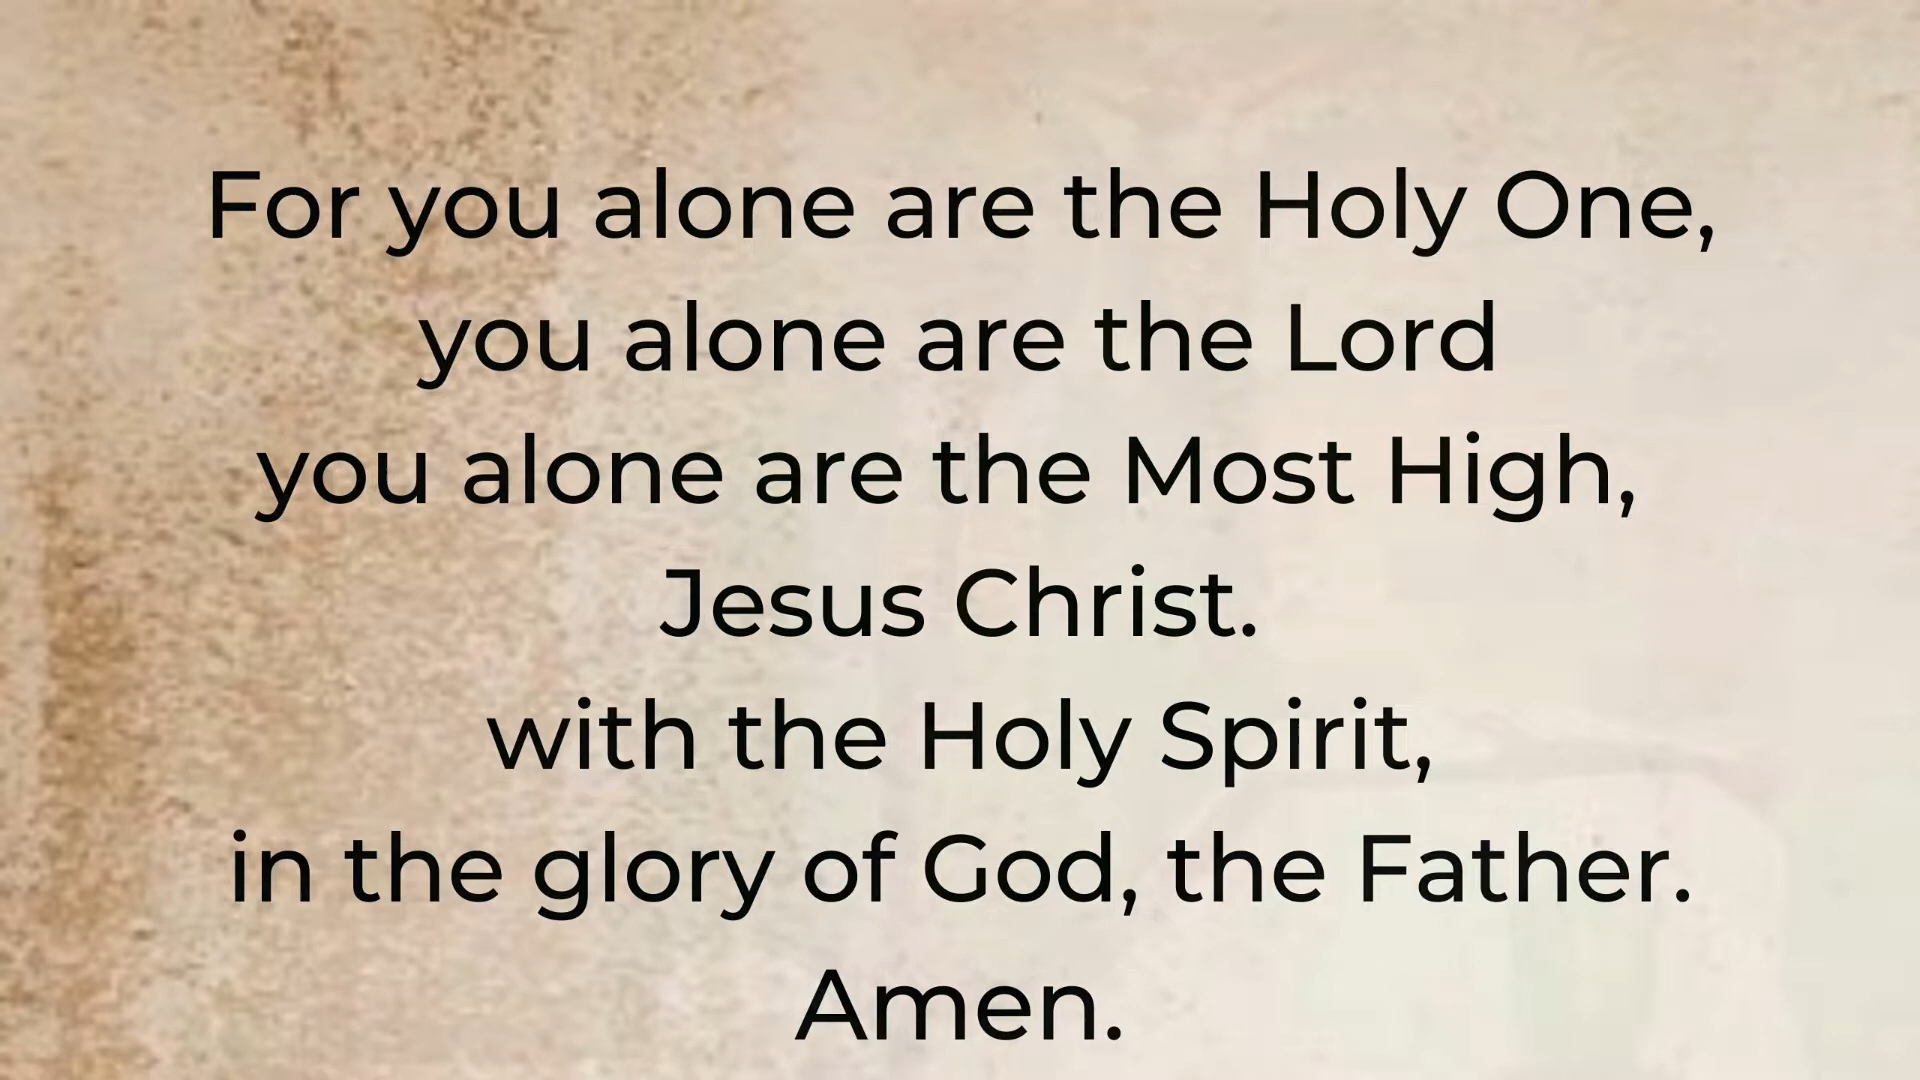 For you alone are the Holy One,
you alone are the Lord
you alone are the Most High,
Jesus Christ.
with the Holy Spirit,
in the glory of God, the Father.
Amen.